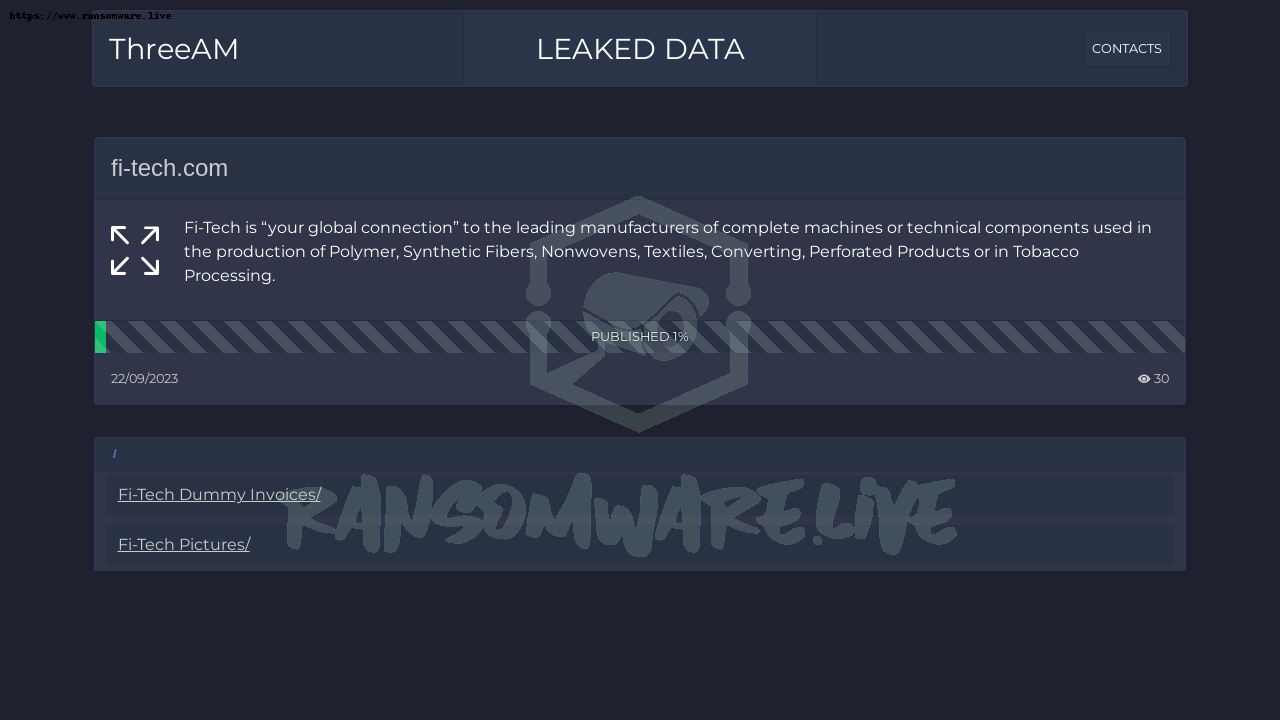 https://www.ransomware.live
ThreeAM
LEAKED DATA
CONTACTS
fi-tech.com
Fi-Tech is “your global connection” to the leading manufacturers of complete machines or technical components used in
the production of Polymer, Synthetic Fibers, Nonwovens, Textiles, Converting, Perforated Products or in Tobacco
Processing.
PUBLISHED 1%
22/09/2023
30
/
Fi-Tech Dummy Invoices/
RANSOMWARE.LIVE
Fi-Tech Pictures/